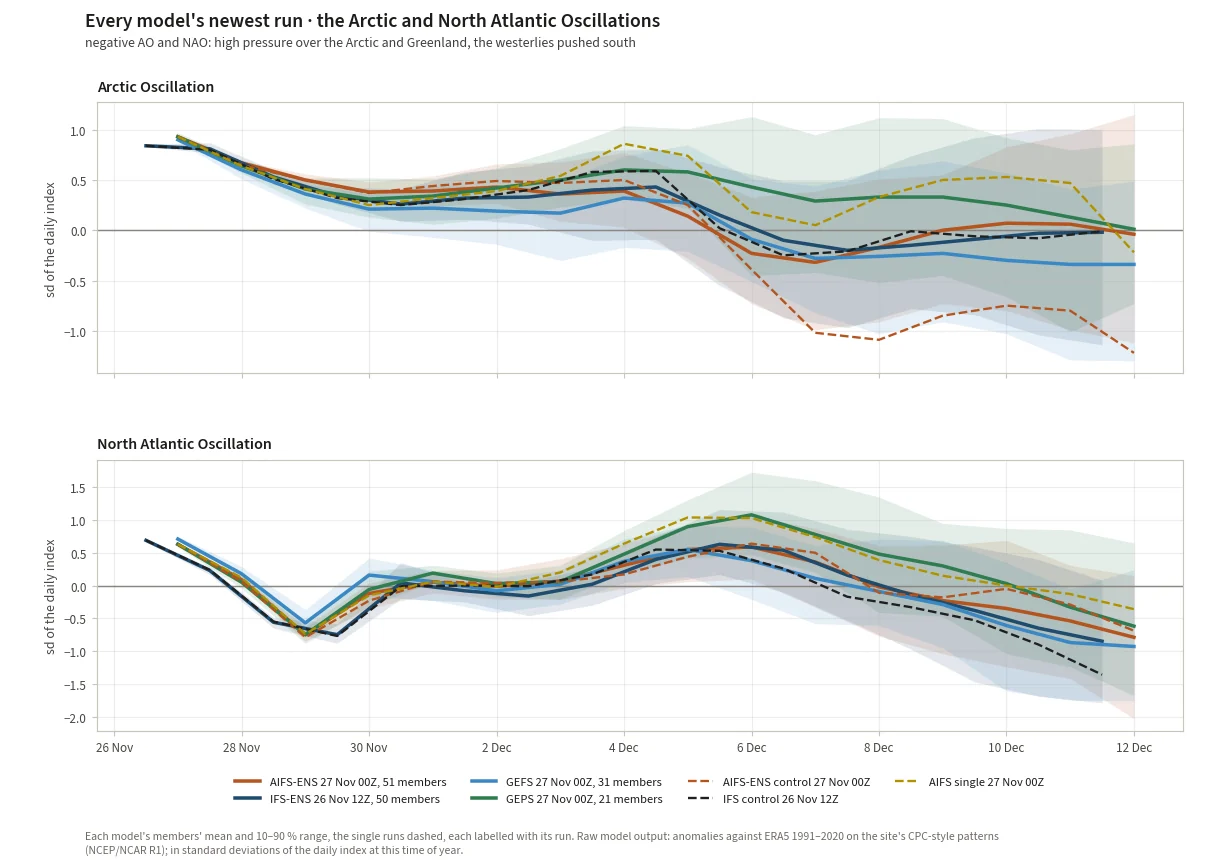 Every model's newest run · the Arctic and North Atlantic Oscillations
negative AO and NAO: high pressure over the Arctic and Greenland, the westerlies pushed south
Arctic Oscillation
sd of the daily index
1.0
0.5
0.0
−0.5
−1.0
North Atlantic Oscillation
sd of the daily index
1.5
1.0
0.5
0.0
−0.5
−1.0
−1.5
−2.0
26 Nov 28 Nov 30 Nov 2 Dec 4 Dec 6 Dec 8 Dec 10 Dec 12 Dec
AIFS-ENS 27 Nov 00Z, 51 members GEFS 27 Nov 00Z, 31 members AIFS-ENS control 27 Nov 00Z AIFS single 27 Nov 00Z
IFS-ENS 26 Nov 12Z, 50 members GEPS 27 Nov 00Z, 21 members IFS control 26 Nov 12Z
Each model's members' mean and 10–90 % range, the single runs dashed, each labelled with its run. Raw model output: anomalies against ERA5 1991–2020 on the site's CPC-style patterns
(NCEP/NCAR R1); in standard deviations of the daily index at this time of year.